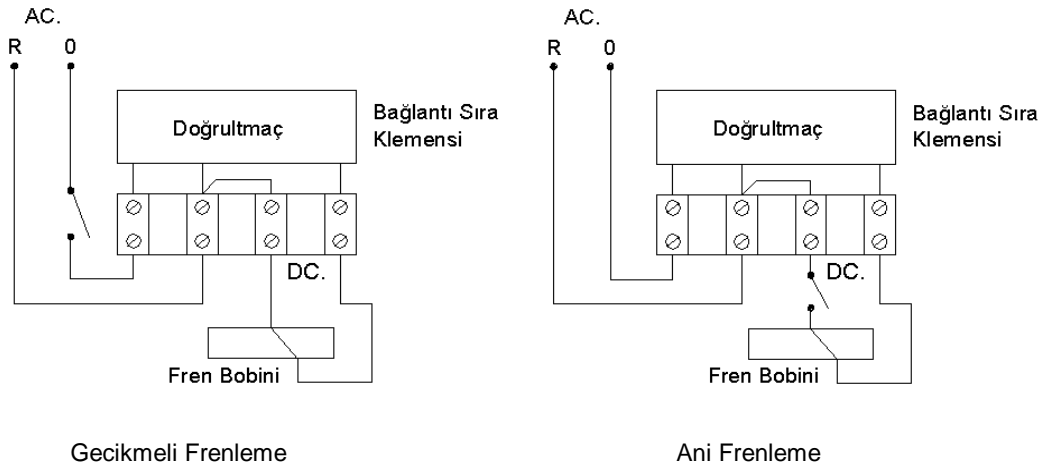 AC.
R 0
Doğrultmaç
Bağlantı Sıra
Klemensi
DC.
Fren Bobini
Gecikmeli Frenleme
AC.
R 0
Doğrultmaç
Bağlantı Sıra
Klemensi
DC.
Fren Bobini
Ani Frenleme